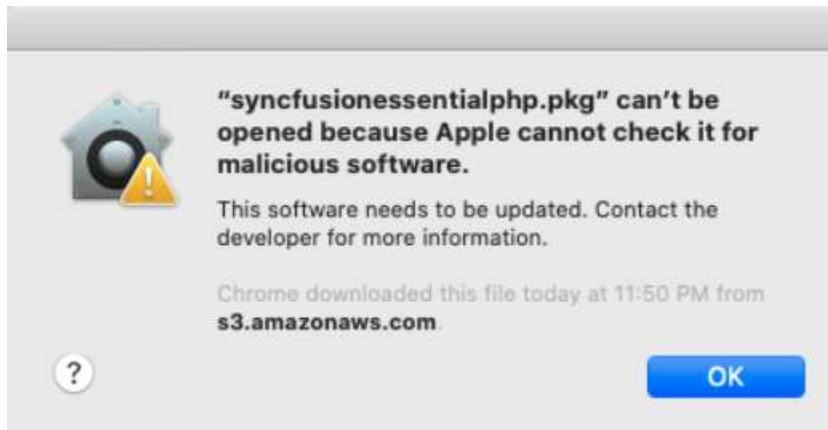 “syncfusionessentialphp.pkg” can’t be
opened because Apple cannot check it for
malicious software.
This software needs to be updated. Contact the
developer for more information.
Chrome downloaded this file today at 11:50 PM from
s3.amazonaws.com.
?
OK